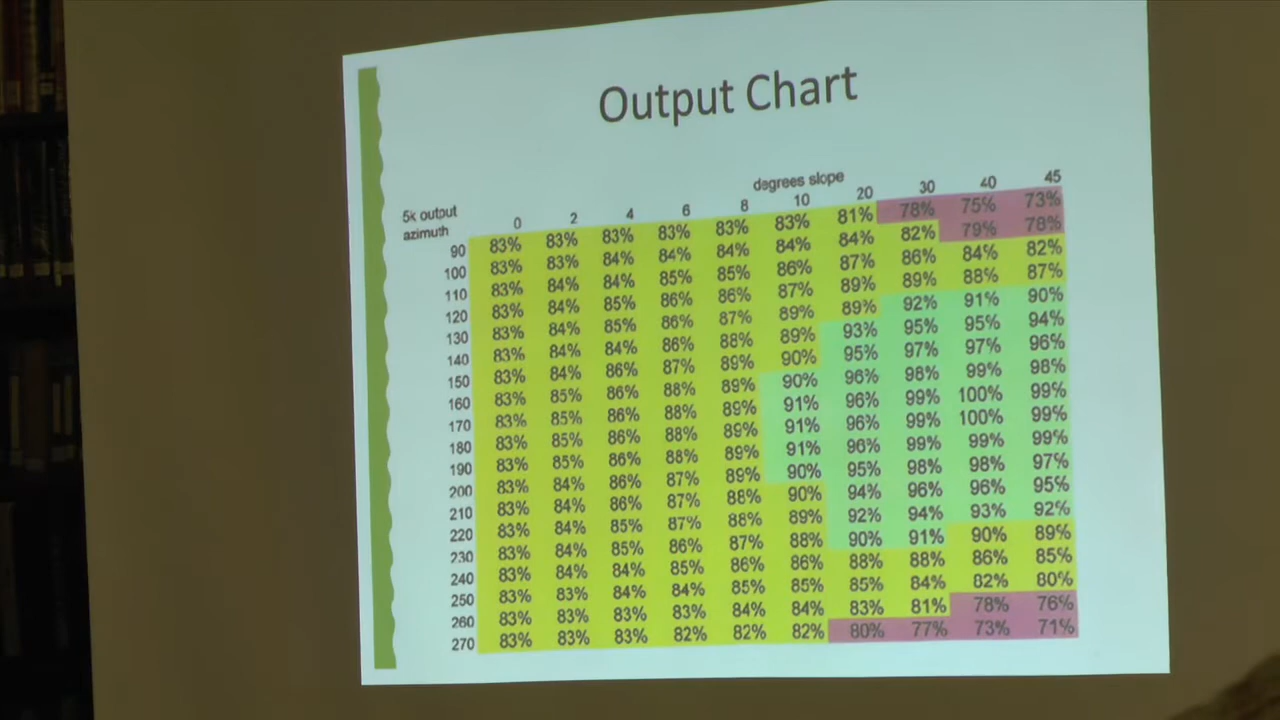 Output Chart
degrees slope
5k output
azimuth 0 2 4 6 8 10 20 30 40 45
90 83% 83% 83% 83% 83% 83% 81% 78% 75% 73%
100 83% 83% 84% 84% 84% 84% 84% 82% 79% 78%
110 83% 84% 84% 85% 85% 86% 87% 86% 84% 82%
120 83% 84% 85% 86% 86% 87% 89% 89% 88% 87%
130 83% 84% 85% 86% 87% 89% 89% 92% 91% 90%
140 83% 84% 84% 86% 88% 89% 93% 95% 95% 94%
150 83% 84% 86% 87% 89% 90% 95% 97% 97% 96%
160 83% 85% 86% 88% 89% 90% 96% 98% 99% 98%
170 83% 85% 86% 88% 89% 91% 96% 99% 100% 99%
180 83% 85% 86% 88% 89% 91% 96% 99% 100% 99%
190 83% 85% 86% 88% 89% 91% 96% 99% 99% 99%
200 83% 84% 86% 87% 89% 90% 95% 98% 98% 97%
210 83% 84% 86% 87% 88% 90% 94% 96% 96% 95%
220 83% 84% 85% 87% 88% 89% 92% 94% 93% 92%
230 83% 84% 85% 86% 87% 88% 90% 91% 90% 89%
240 83% 84% 84% 85% 86% 86% 88% 88% 86% 85%
250 83% 83% 84% 84% 85% 85% 85% 84% 82% 80%
260 83% 83% 83% 83% 84% 84% 83% 81% 78% 76%
270 83% 83% 83% 82% 82% 82% 80% 77% 73% 71%